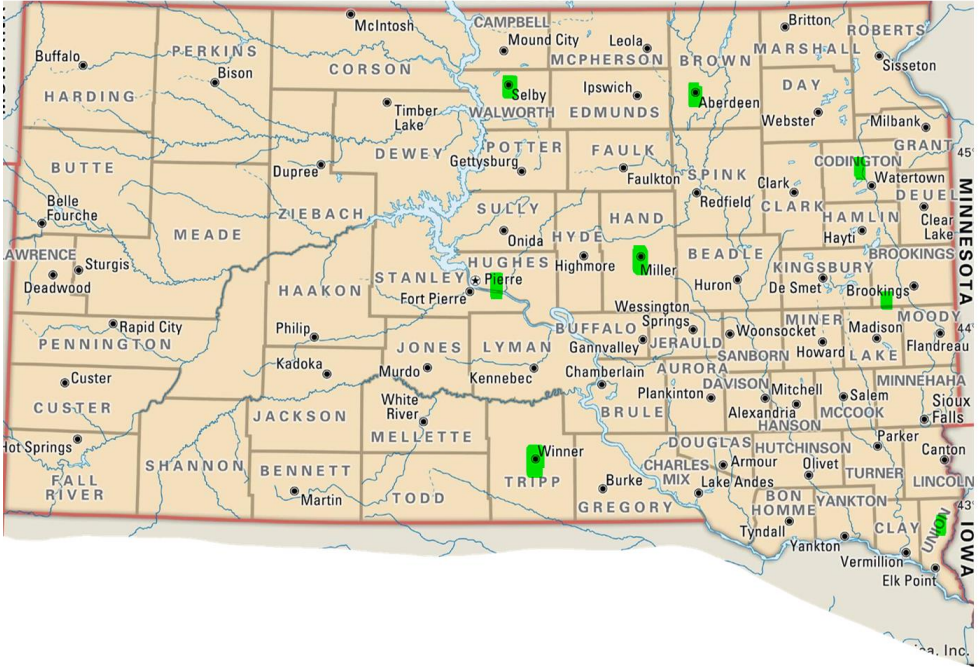 McIntosh
CAMPBELL
Mound City
Leola
Britton
ROBERTS
Buffalo
PERKINS
Bison
CORSON
MCPHERSON
BROWN
MARSHALL
Sisseton
HARDING
Timber
Lake
Selby
WALWORTH
Ipswich
EDMUNDS
Aberdeen
DAY
Webster
Milbank
GRANT
45°
BUTTE
Dupree
DEWEY
Gettysburg
POTTER
FAULK
Faulkton
SPINK
Redfield
Clark
CLARK
CODINGTON
Watertown
DEUEL
Clear
Lake
Belle
Fourche
MEADE
ZIEBACH
SULLY
Onida
HYDE
HAND
HAMLIN
Hayti
MINNESOTA
AWRENCE
Sturgis
Deadwood
HAAKON
STANLEY
Fort Pierre
HUGHES
Pierre
Highmore
Miller
BEADLE
Huron
KINGSBURY
De Smet
BROOKINGS
Brookings
Rapid City
PENNINGTON
Philip
Kadoka
JONES
Murdo
LYMAN
Kennebec
BUFFALO
Gannvalley
Chamberlain
Wessington
Springs
JERAULD
Woonsocket
SANBORN
MINER
Howard
Madison
LAKE
MOODY
Flandreau
44°
Custer
CUSTER
JACKSON
White
River
MELLETTE
BRULE
AURORA
Plankinton
DAVISON
Mitchell
Alexandria
HANSON
Salem
MCCOOK
MINNEHAHA
Sioux
Falls
Hot Springs
FALL
RIVER
SHANNON
BENNETT
Martin
TODD
Winner
TRIPP
Burke
GREGORY
CHARLES
MIX
DOUGLAS
Armour
Lake Andes
HUTCHINSON
Olivet
Parker
TURNER
Canton
LINCOLN
43°
BON
HOMME
Tyndall
YANKTON
Yankton
CLAY
Vermillion
UNION
Elk Point
IOWA
ca, Inc.